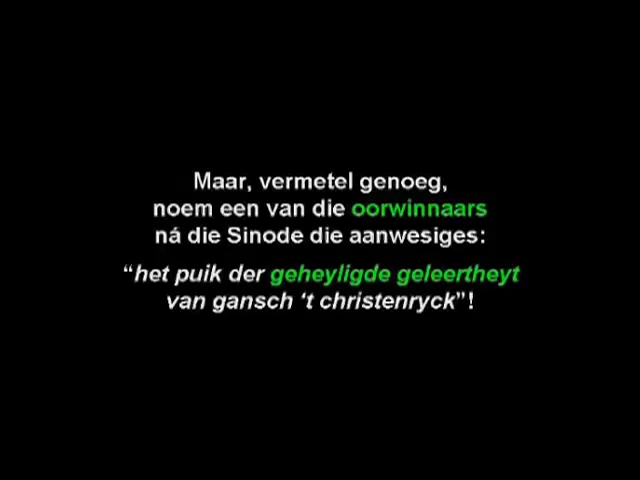 Maar, vermetel genoeg,
noem een van die oorwinnaars
ná die Sinode die aanwesiges:
“het puik der geheyligde geleertheyt
van gansch ‘t christenryck”!